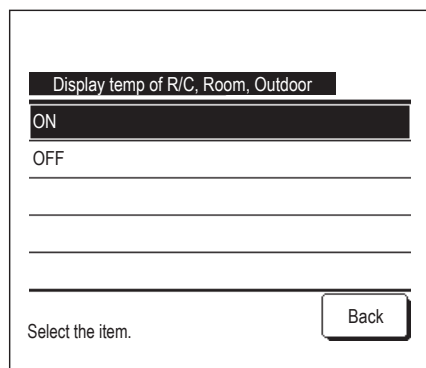 Display temp of R/C, Room, Outdoor
ON
OFF
Select the item.
Back